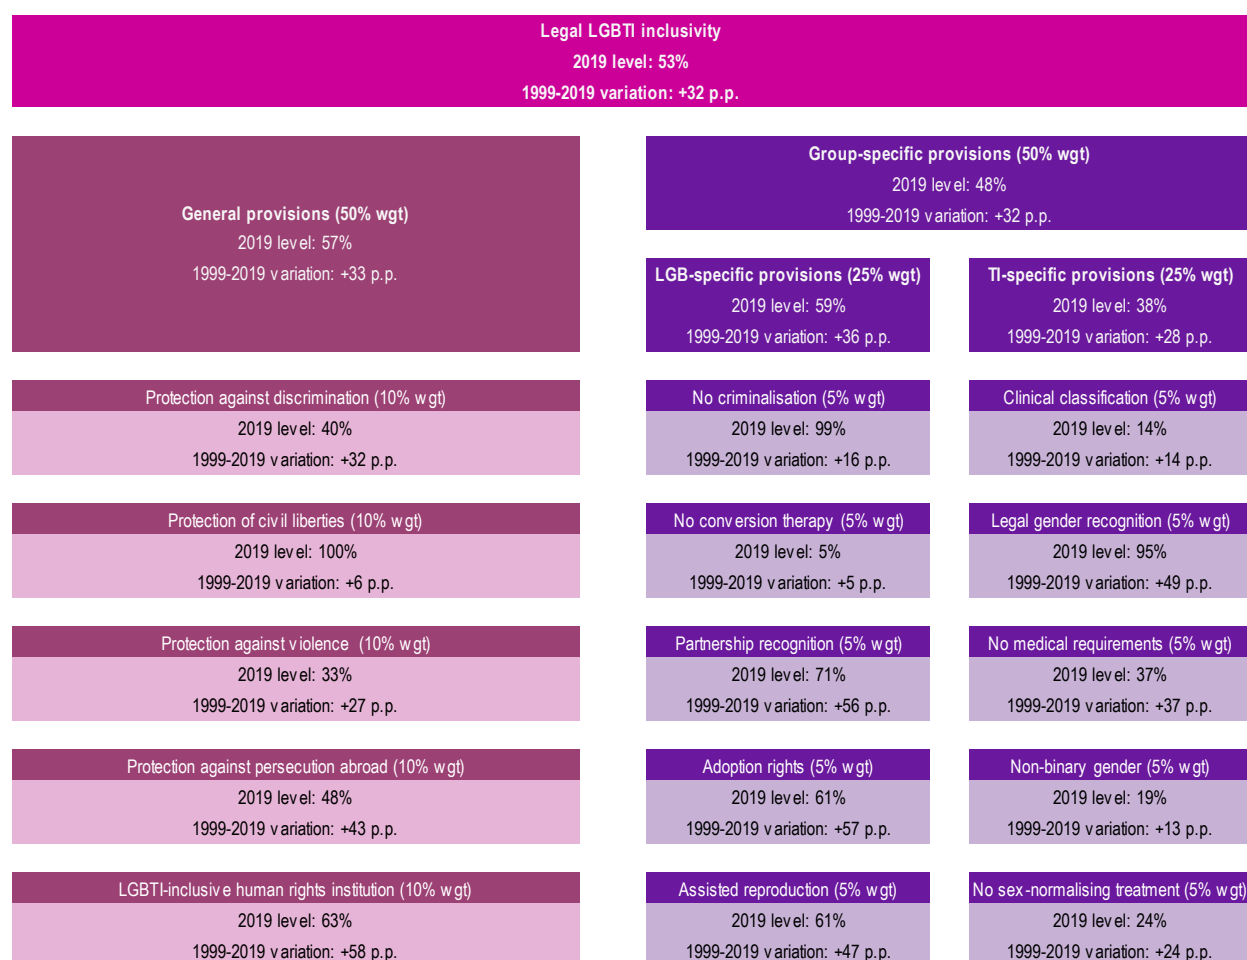 Legal LGBTI inclusivity
2019 level: 53%
1999-2019 variation: +32 p.p.
General provisions (50% wgt)
2019 level: 57%
1999-2019 variation: +33 p.p.
Group-specific provisions (50% wgt)
2019 level: 48%
1999-2019 variation: +32 p.p.
LGB-specific provisions (25% wgt)
2019 level: 59%
1999-2019 variation: +36 p.p.
TI-specific provisions (25% wgt)
2019 level: 38%
1999-2019 variation: +28 p.p.
Protection against discrimination (10% wgt)
2019 level: 40%
1999-2019 variation: +32 p.p.
No criminalisation (5% wgt)
2019 level: 99%
1999-2019 variation: +16 p.p.
Clinical classification (5% wgt)
2019 level: 14%
1999-2019 variation: +14 p.p.
Protection of civil liberties (10% wgt)
2019 level: 100%
1999-2019 variation: +6 p.p.
No conversion therapy (5% wgt)
2019 level: 5%
1999-2019 variation: +5 p.p.
Legal gender recognition (5% wgt)
2019 level: 95%
1999-2019 variation: +49 p.p.
Protection against violence (10% wgt)
2019 level: 33%
1999-2019 variation: +27 p.p.
Partnership recognition (5% wgt)
2019 level: 71%
1999-2019 variation: +56 p.p.
No medical requirements (5% wgt)
2019 level: 37%
1999-2019 variation: +37 p.p.
Protection against persecution abroad (10% wgt)
2019 level: 48%
1999-2019 variation: +43 p.p.
Adoption rights (5% wgt)
2019 level: 61%
1999-2019 variation: +57 p.p.
Non-binary gender (5% wgt)
2019 level: 19%
1999-2019 variation: +13 p.p.
LGBTI-inclusive human rights institution (10% wgt)
2019 level: 63%
1999-2019 variation: +58 p.p.
Assisted reproduction (5% wgt)
2019 level: 61%
1999-2019 variation: +47 p.p.
No sex-normalising treatment (5% wgt)
2019 level: 24%
1999-2019 variation: +24 p.p.